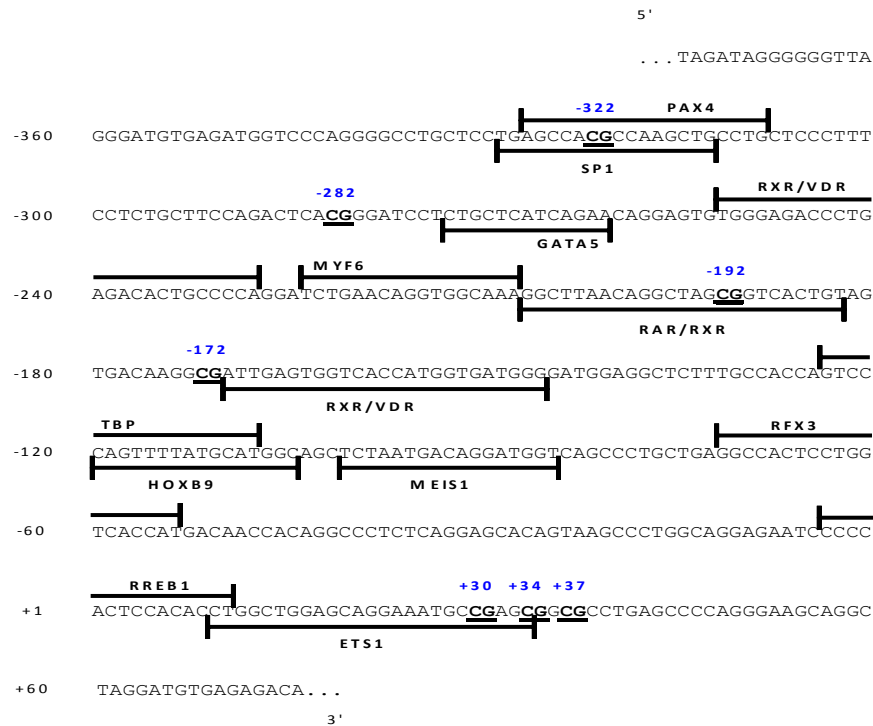 5'
...TAGATAGGGGGGTTA
-322 PAX4
-360 GGGATGTGAGATGGTCCCAGGGGCCTGCTCCTGAGCCACGCCAAGCTGCCTGCTCCCTTT
SP1
-282 RXR/VDR
-300 CCTCTGCTTCCAGACTCACGGGATCCTCTGCTCATCAGAACAGGAGTGTGGGAGACCCTG
GATA5
MYF6 -192
-240 AGACACTGCCCCAGGATCTGAACAGGTGGCAAAGGCTTAACAGGCTAGCGGTCACTGTAG
RAR/RXR
-172
-180 TGACAAGGCGATTGAGTGGTCACCATGGTGATGGGGATGGAGGCTCTTTGCCACCAGTCC
RXR/VDR
TBP RFX3
-120 CAGTTTTATGCATGGCAGCTCTAATGACAGGATGGTCAGCCCTGCTGAGGCCACTCCTGG
HOXB9 MEIS1
-60 TCACCATGACAACCACAGGCCCTCTCAGGAGCACAGTAAGCCCTGGCAGGAGAATCCCCC
RREB1 +30 +34 +37
+1 ACTCCACACCTGGCTGGAGCAGGAAATGCCGAGCGGCGCCTGAGCCCCAGGGAAGCAGGC
ETS1
+60 TAGGATGTGAGAGACA...
3'